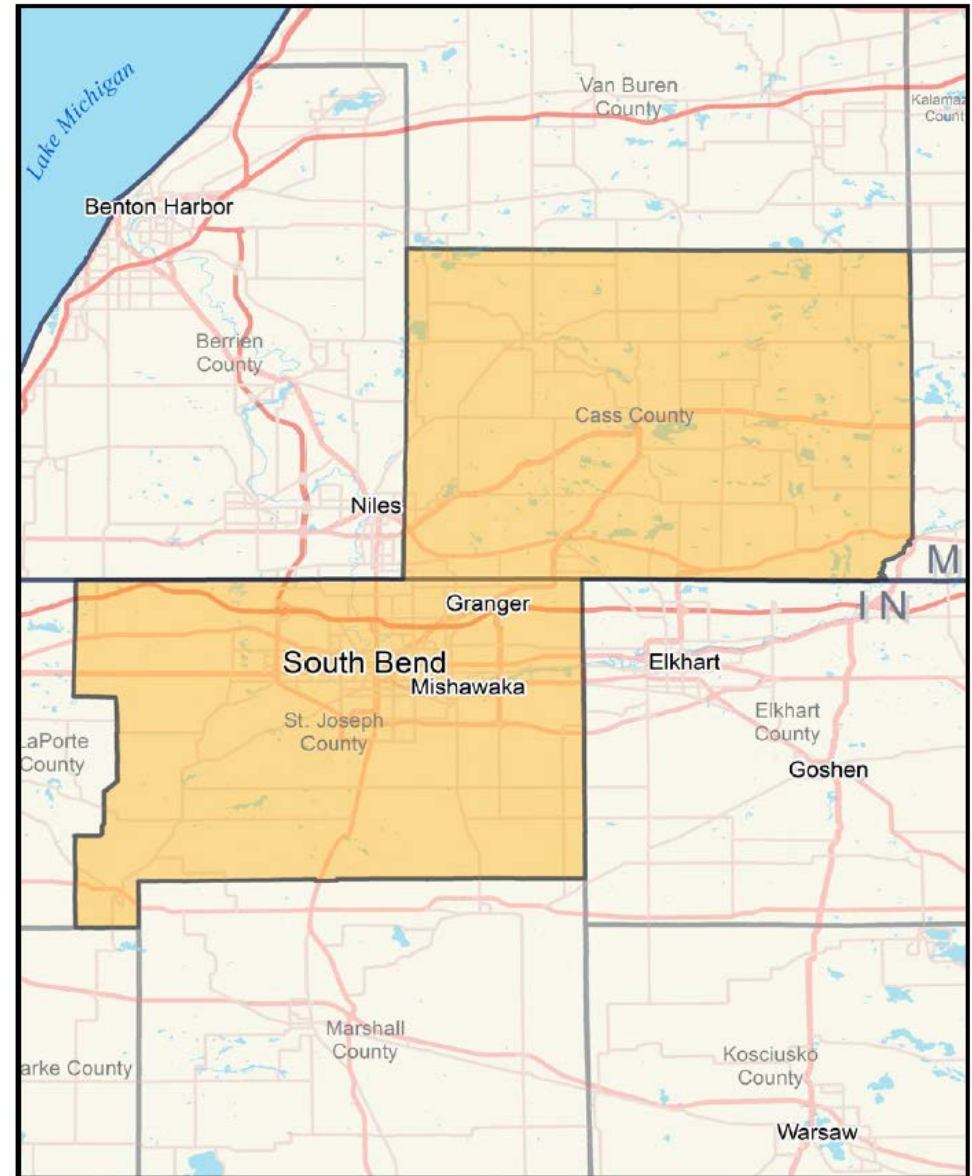 Lake Michigan
Van Buren
County
Kalamaz
Count
Benton Harbor
Berrien
County
Cass County
Niles
M
IN
Granger
South Bend
Mishawaka
Elkhart
St. Joseph
County
Elkhart
County
LaPorte
County
Goshen
Marshall
County
Kosciusko
County
arke County
Warsaw